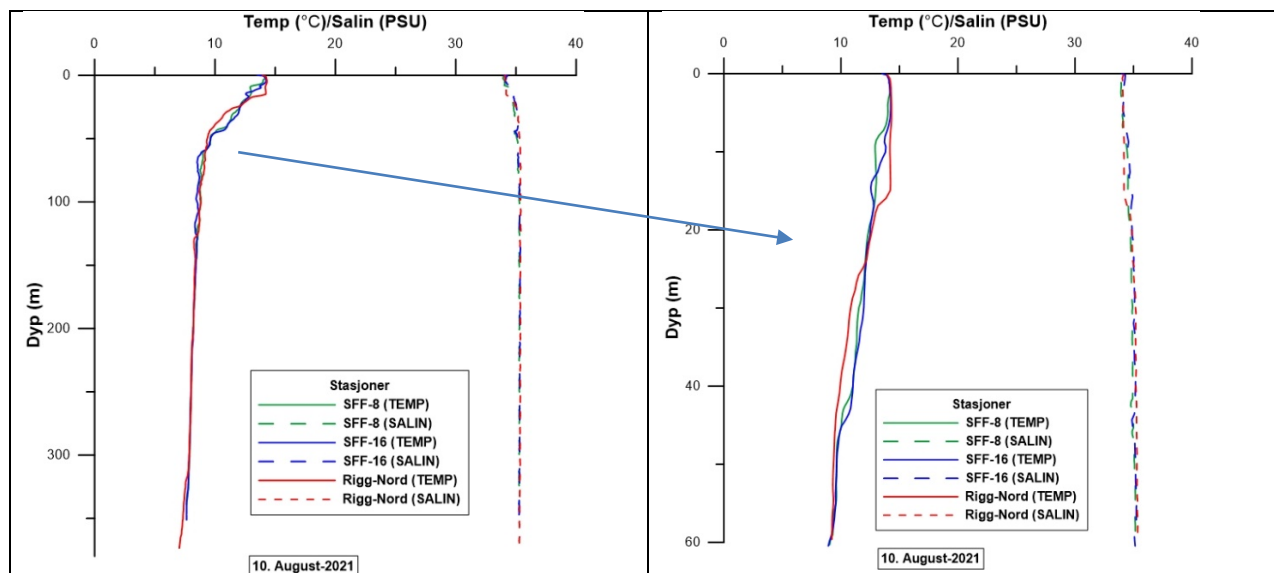 Temp (°C)/Salin (PSU)
0 10 20 30 40
0
100
200
300
Dyp (m)
Stasjoner
SFF-8 (TEMP)
SFF-8 (SALIN)
SFF-16 (TEMP)
SFF-16 (SALIN)
Rigg-Nord (TEMP)
Rigg-Nord (SALIN)
10. August-2021
Temp (°C)/Salin (PSU)
0 10 20 30 40
0
20
40
60
Dyp (m)
Stasjoner
SFF-8 (TEMP)
SFF-8 (SALIN)
SFF-16 (TEMP)
SFF-16 (SALIN)
Rigg-Nord (TEMP)
Rigg-Nord (SALIN)
10. August-2021